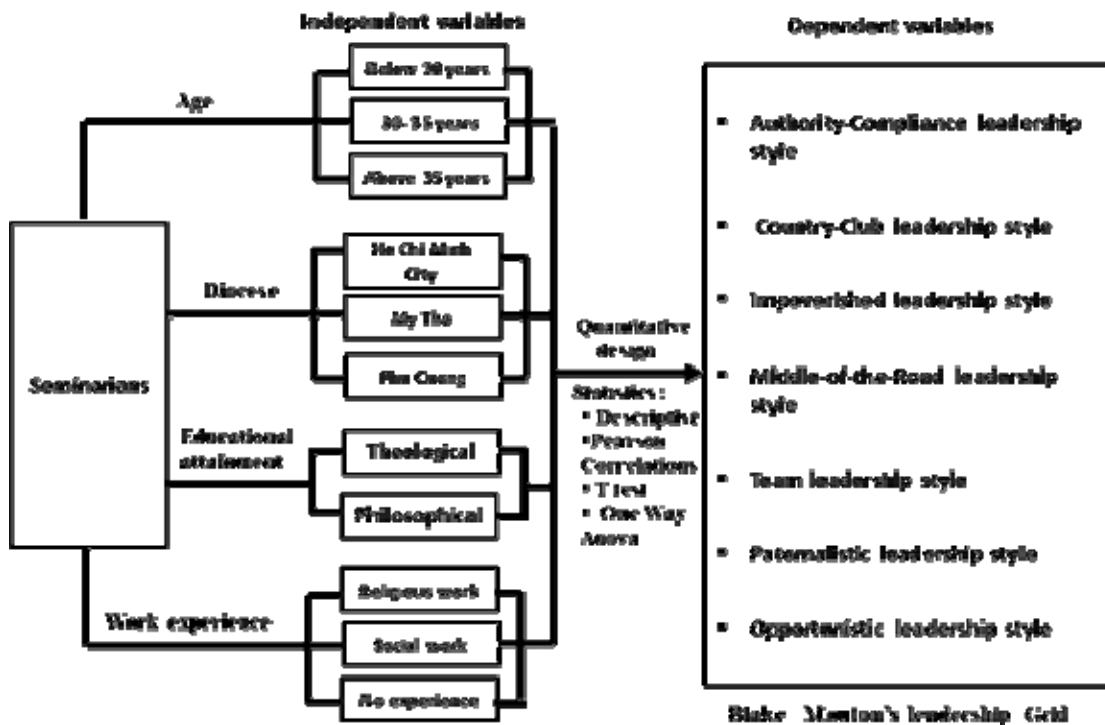 Independent variables
Dependent variables
Age
Below 30 years
30- 35 years
Above 35 years
Seminarians
Diocese
Ho Chi Minh
City
My Tho
Phu Cuong
Educational
attainment
Theological
Philosophical
Work experience
Religious work
Social work
No experience
Quantitative
design
Statistics :
▪ Descriptive
▪Pearson
Correlations
▪ T test
▪ One Way
Anova
▪ Authority-Compliance leadership
style
▪ Country-Club leadership style
▪ Impoverished leadership style
▪ Middle-of-the-Road leadership
style
▪ Team leadership style
▪ Paternalistic leadership style
▪ Opportunistic leadership style
Blake Mouton's leadership Grid